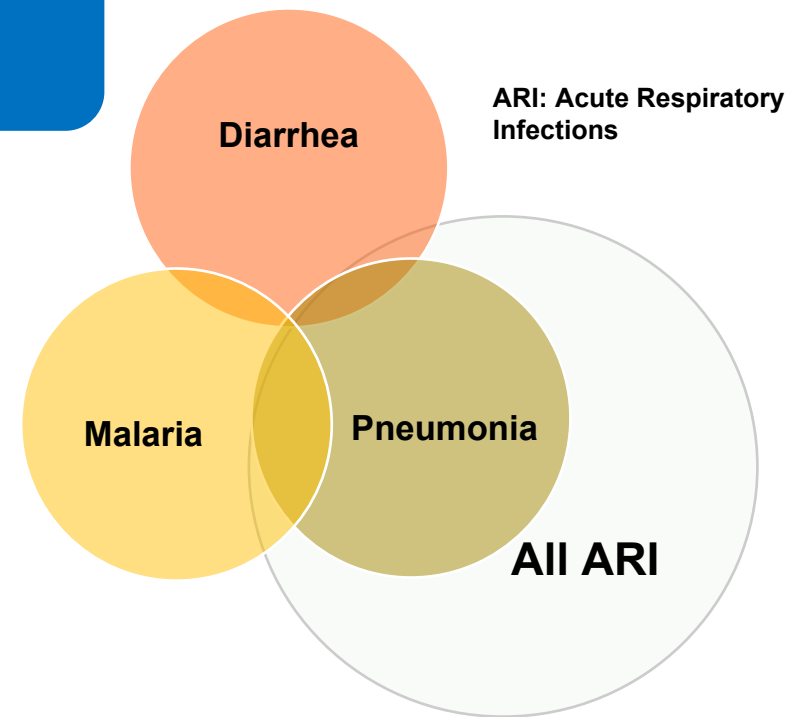 ARI: Acute Respiratory
Infections
Diarrhea
Malaria
Pneumonia
All ARI